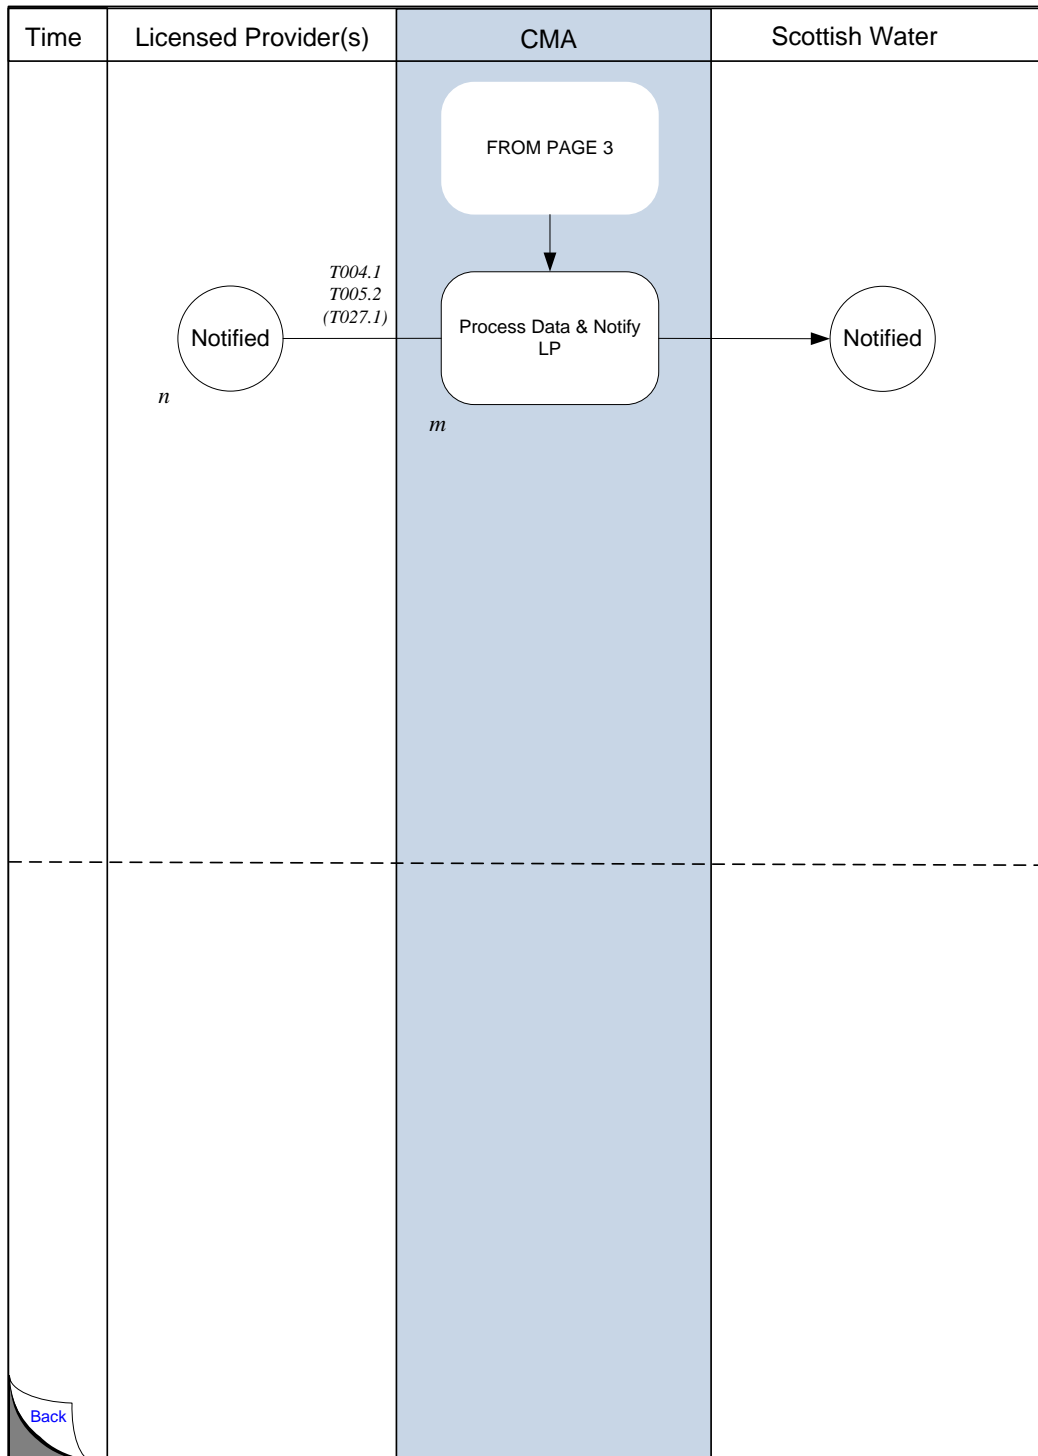 Time
Licensed Provider(s)
CMA
Scottish Water
FROM PAGE 3
T004.1
T005.2
(T027.1)
Notified
Process Data & Notify
LP
Notified
n
m
Back